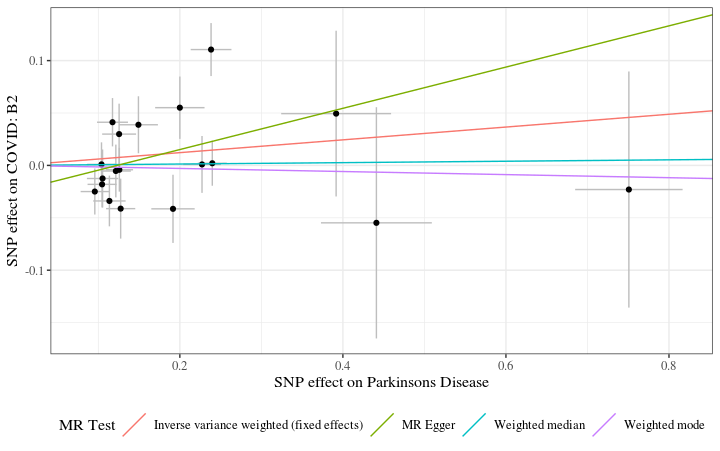 0.1
0.0
-0.1
SNP effect on COVID: B2
0.2 0.4 0.6 0.8
SNP effect on Parkinsons Disease
MR Test Inverse variance weighted (fixed effects) MR Egger Weighted median Weighted mode